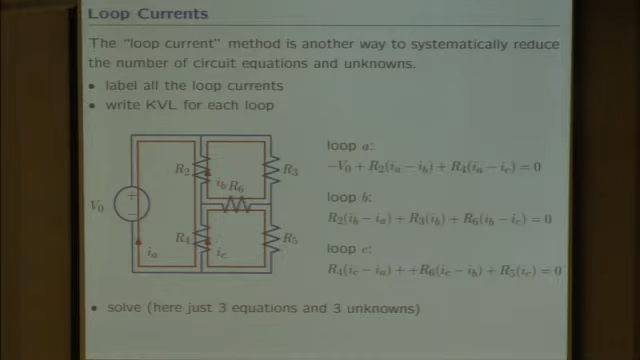 Loop Currents
The "loop current" method is another way to systematically reduce
the number of circuit equations and unknowns.
• label all the loop currents
• write KVL for each loop
R2
ib R6
R3
V0
+
−
R4
R5
ia
ic
loop a:
−V0 + R2(ia − ib) + R4(ia − ic) = 0
loop b:
R2(ib − ia) + R3(ib) + R6(ib − ic) = 0
loop c:
R4(ic − ia) + +R6(ic − ib) + R5(ic) = 0
• solve (here just 3 equations and 3 unknowns)